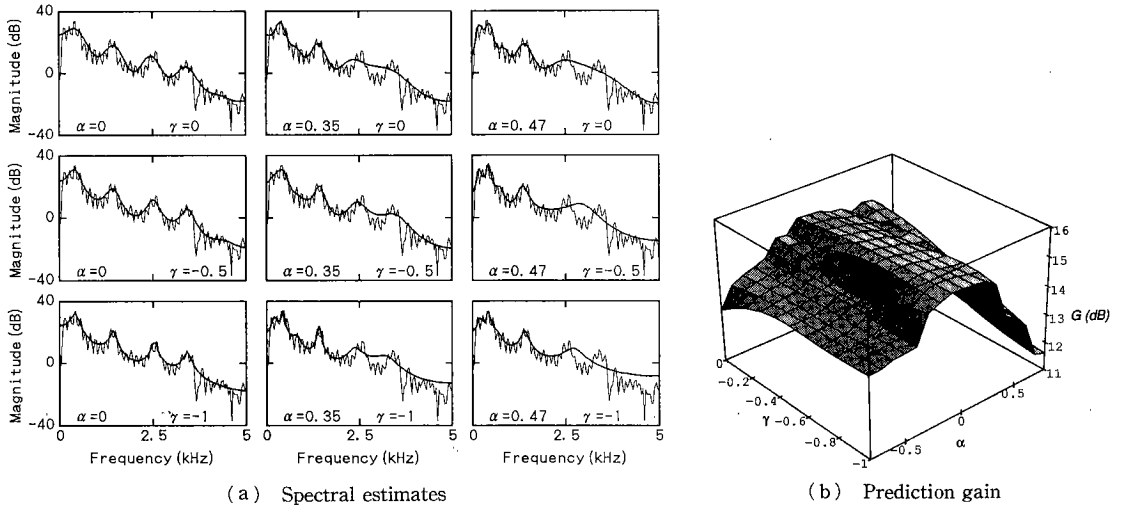 Magnitude (dB)
40
0
-40
α=0 γ=0
α=0.35 γ=0
α=0.47 γ=0
Magnitude (dB)
40
0
-40
α=0 γ=-0.5
α=0.35 γ=-0.5
α=0.47 γ=-0.5
Magnitude (dB)
40
0
-40
α=0 γ=-1
α=0.35 γ=-1
α=0.47 γ=-1
0 2.5 5
0 2.5 5
0 2.5 5
Frequency (kHz)
Frequency (kHz)
Frequency (kHz)
(a) Spectral estimates
16
15
14
13
12
11
G (dB)
0
-0.2
-0.4
-0.6
-0.8
-1
γ
-0.5
0
0.5
α
(b) Prediction gain